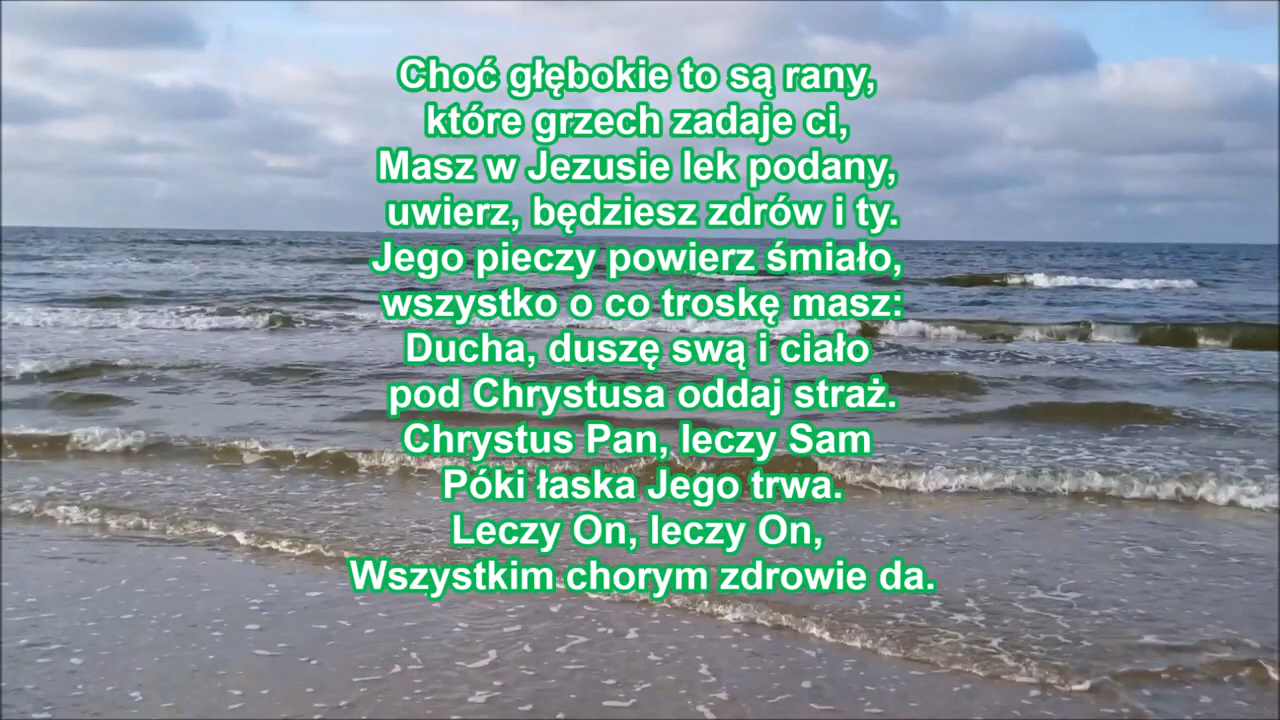 Choć głębokie to są rany,
które grzech zadaje ci,
Masz w Jezusie lek podany,
uwierz, będziesz zdrów i ty.
Jego pieczy powierz śmiało,
wszystko o co troskę masz:
Ducha, duszę swą i ciało
pod Chrystusa oddaj straż.
Chrystus Pan, leczy Sam
Póki łaska Jego trwa.
Leczy On, leczy On,
Wszystkim chorym zdrowie da.